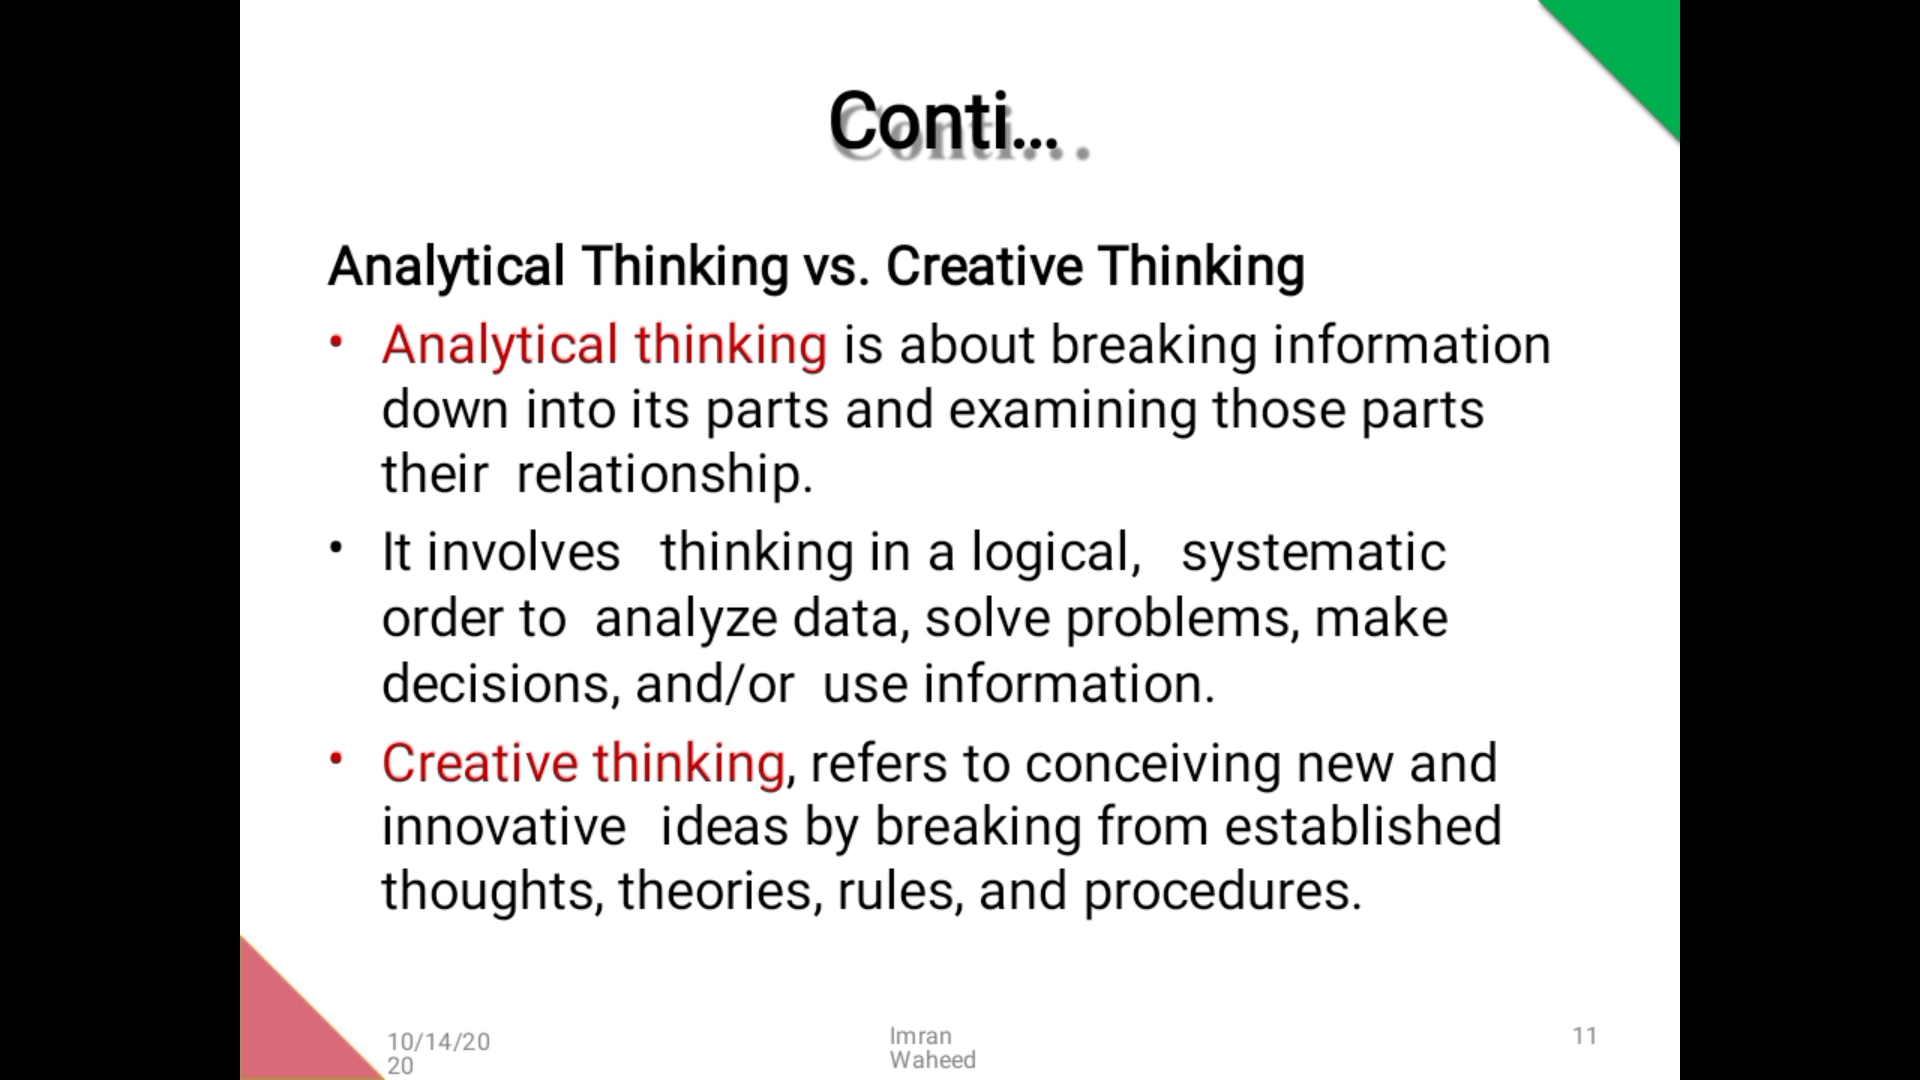 Conti...
Analytical Thinking vs. Creative Thinking
• Analytical thinking is about breaking information
down into its parts and examining those parts
their relationship.
• It involves thinking in a logical, systematic
order to analyze data, solve problems, make
decisions, and/or use information.
• Creative thinking, refers to conceiving new and
innovative ideas by breaking from established
thoughts, theories, rules, and procedures.
10/14/20
20
Imran
Waheed
11